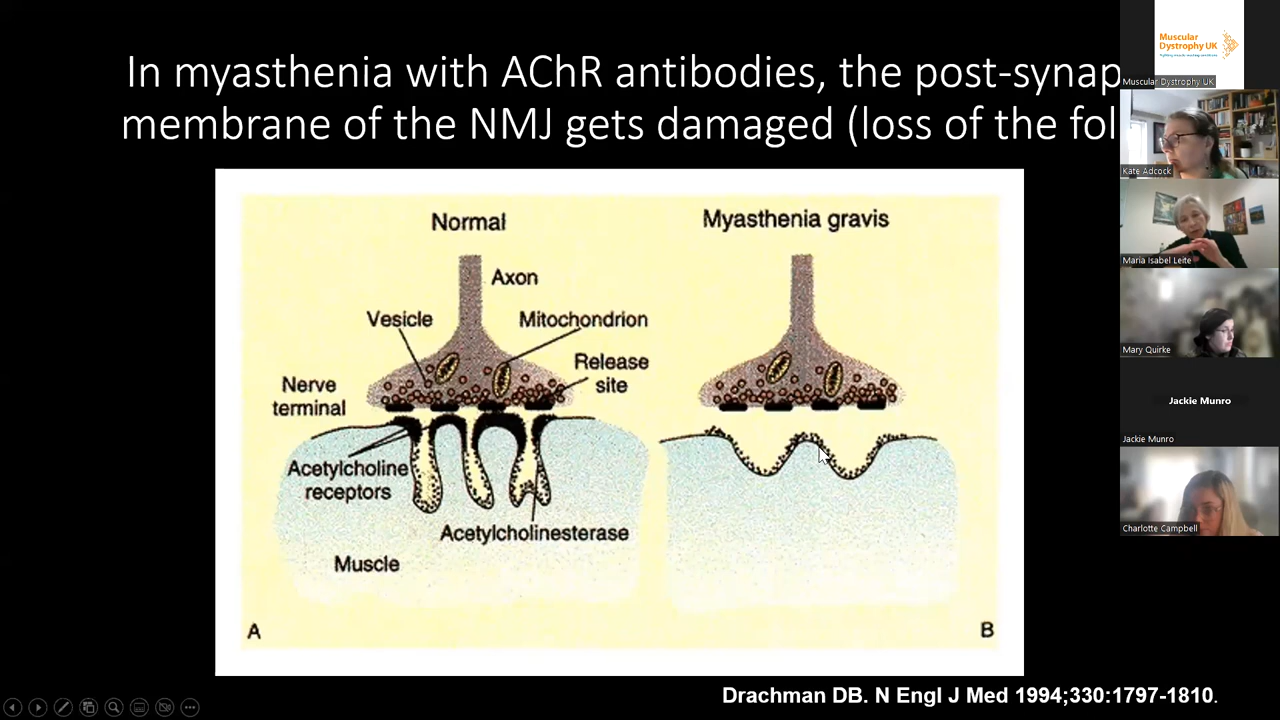 In myasthenia with AChR antibodies, the post-synap
membrane of the NMJ gets damaged (loss of the fol
Normal
Myasthenia gravis
Axon
Vesicle
Mitochondrion
Release
site
Nerve
terminal
Acetylcholine
receptors
Acetylcholinesterase
Muscle
A
B
Drachman DB. N Engl J Med 1994;330:1797-1810.
Muscular
Dystrophy UK
Muscular Dystrophy UK
Kate Adcock
Maria Isabel Leite
Mary Quirke
Jackie Munro
Jackie Munro
Charlotte Campbell